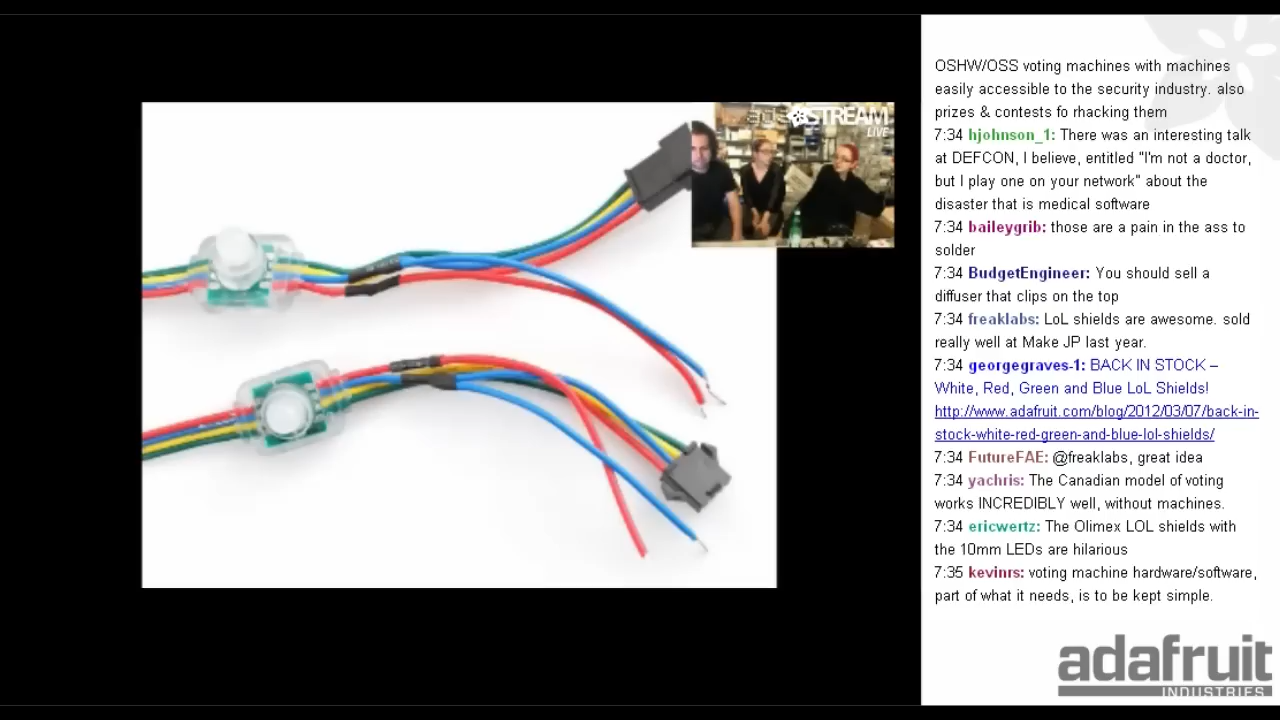 STREAM
LIVE
OSHW/OSS voting machines with machines
easily accessible to the security industry. also
prizes & contests fo rhacking them
7:34 hjohnson_1: There was an interesting talk
at DEFCON, I believe, entitled "I'm not a doctor,
but I play one on your network" about the
disaster that is medical software
7:34 baileygrib: those are a pain in the ass to
solder
7:34 BudgetEngineer: You should sell a
diffuser that clips on the top
7:34 freaklabs: LoL shields are awesome. sold
really well at Make JP last year.
7:34 georgegraves-1: BACK IN STOCK –
White, Red, Green and Blue LoL Shields!
http://www.adafruit.com/blog/2012/03/07/back-in-
stock-white-red-green-and-blue-lol-shields/
7:34 FutureFAE: @freaklabs, great idea
7:34 yachris: The Canadian model of voting
works INCREDIBLY well, without machines.
7:34 ericwertz: The Olimex LOL shields with
the 10mm LEDs are hilarious
7:35 kevinrs: voting machine hardware/software,
part of what it needs, is to be kept simple.
adafruit
INDUSTRIES